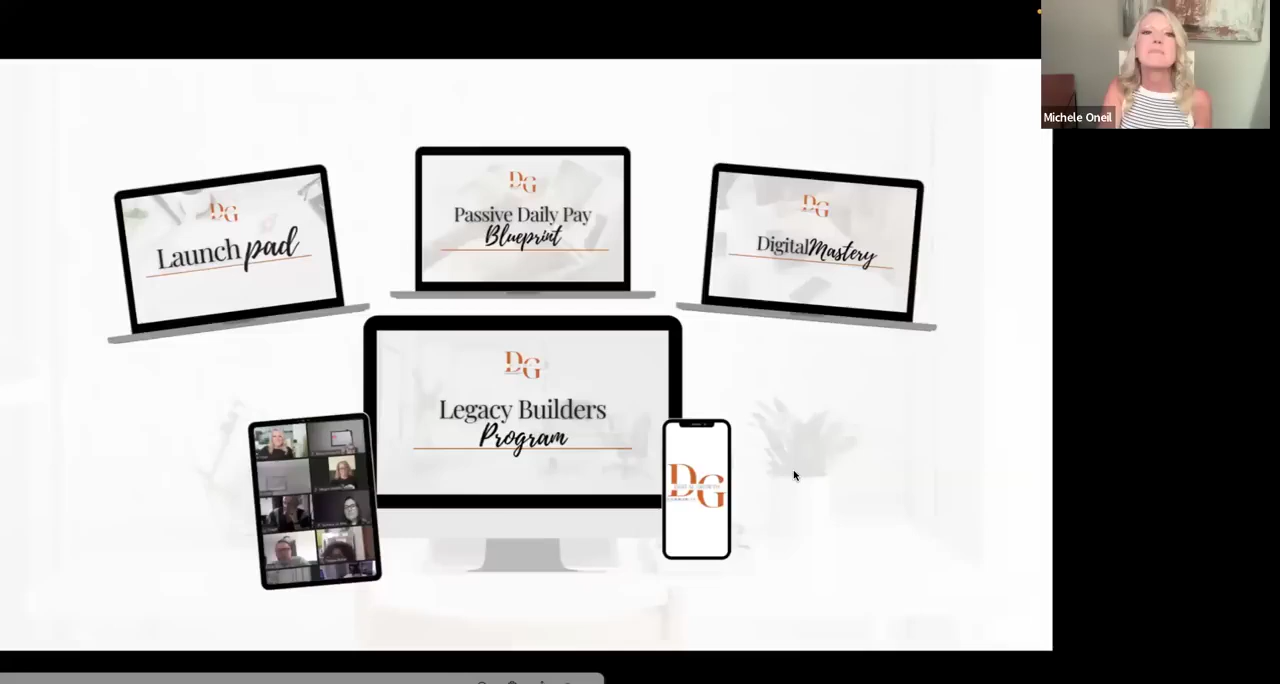 Michele Oneil
DG
Launch pad
DG
Passive Daily Pay
Blueprint
DG
DigitalMastery
DG
Legacy Builders
Program
DG